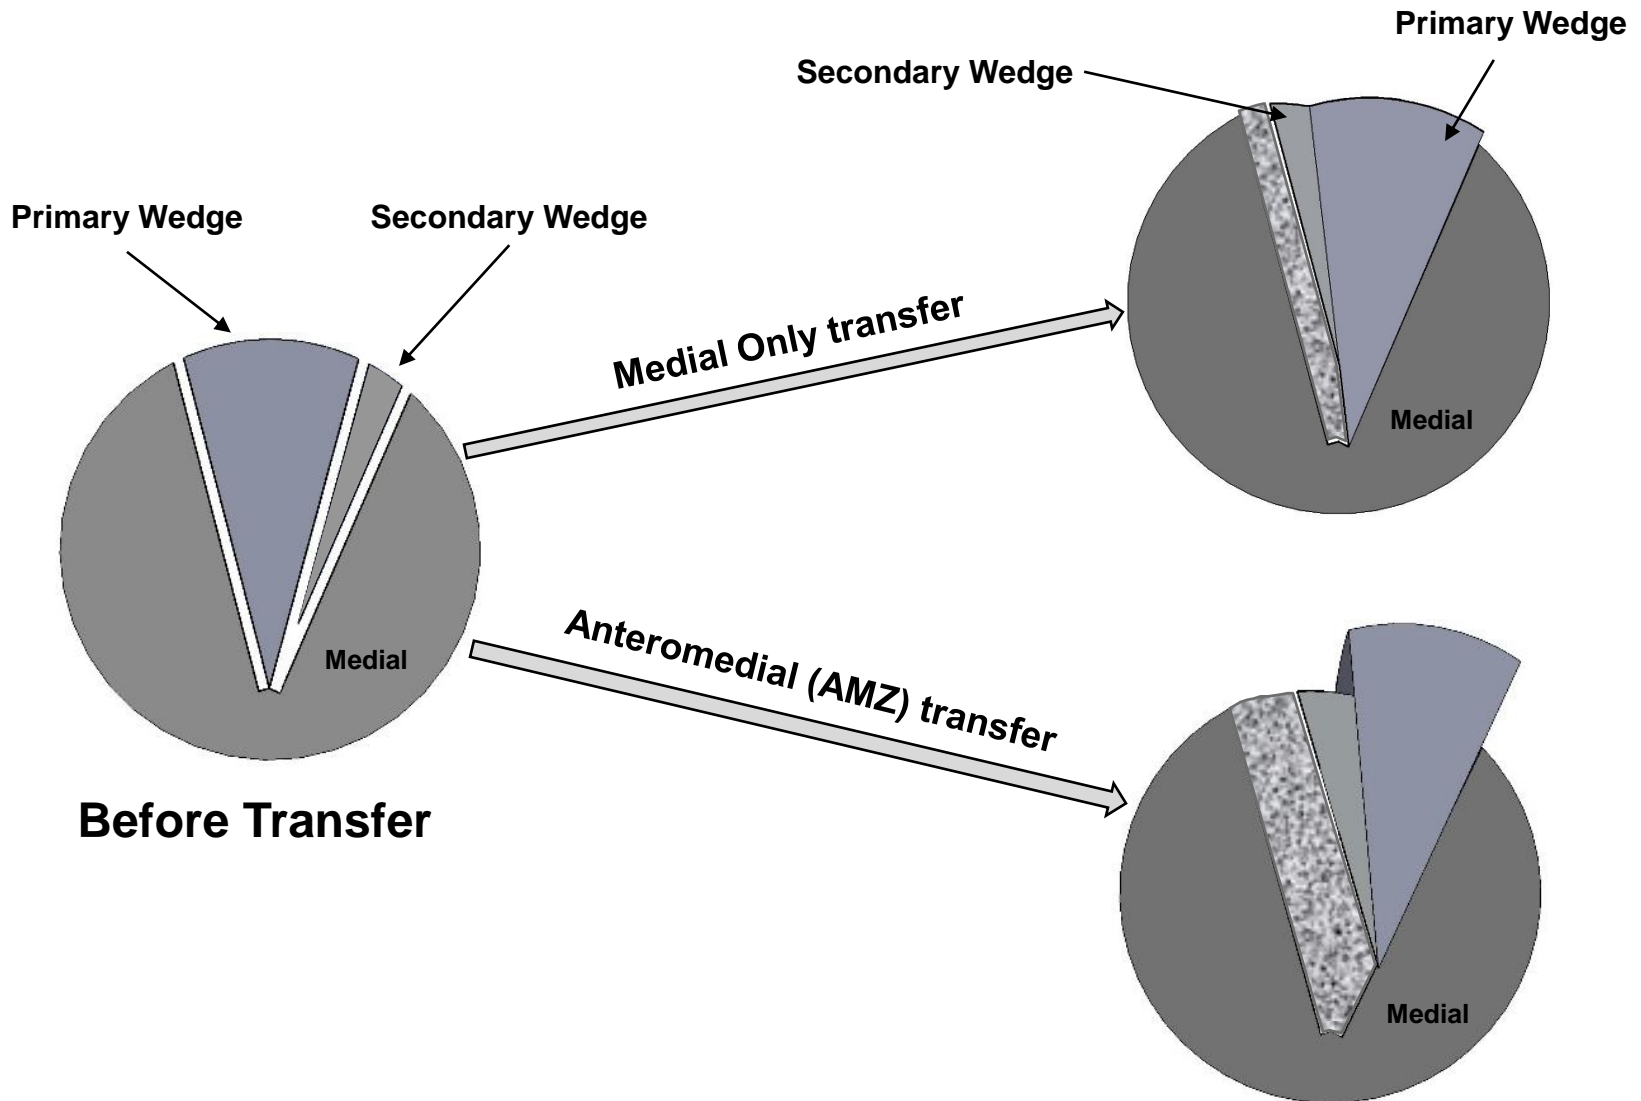 Primary Wedge
Secondary Wedge
Primary Wedge
Secondary Wedge
Medial Only transfer
Medial
Medial
Anteromedial (AMZ) transfer
Before Transfer
Medial